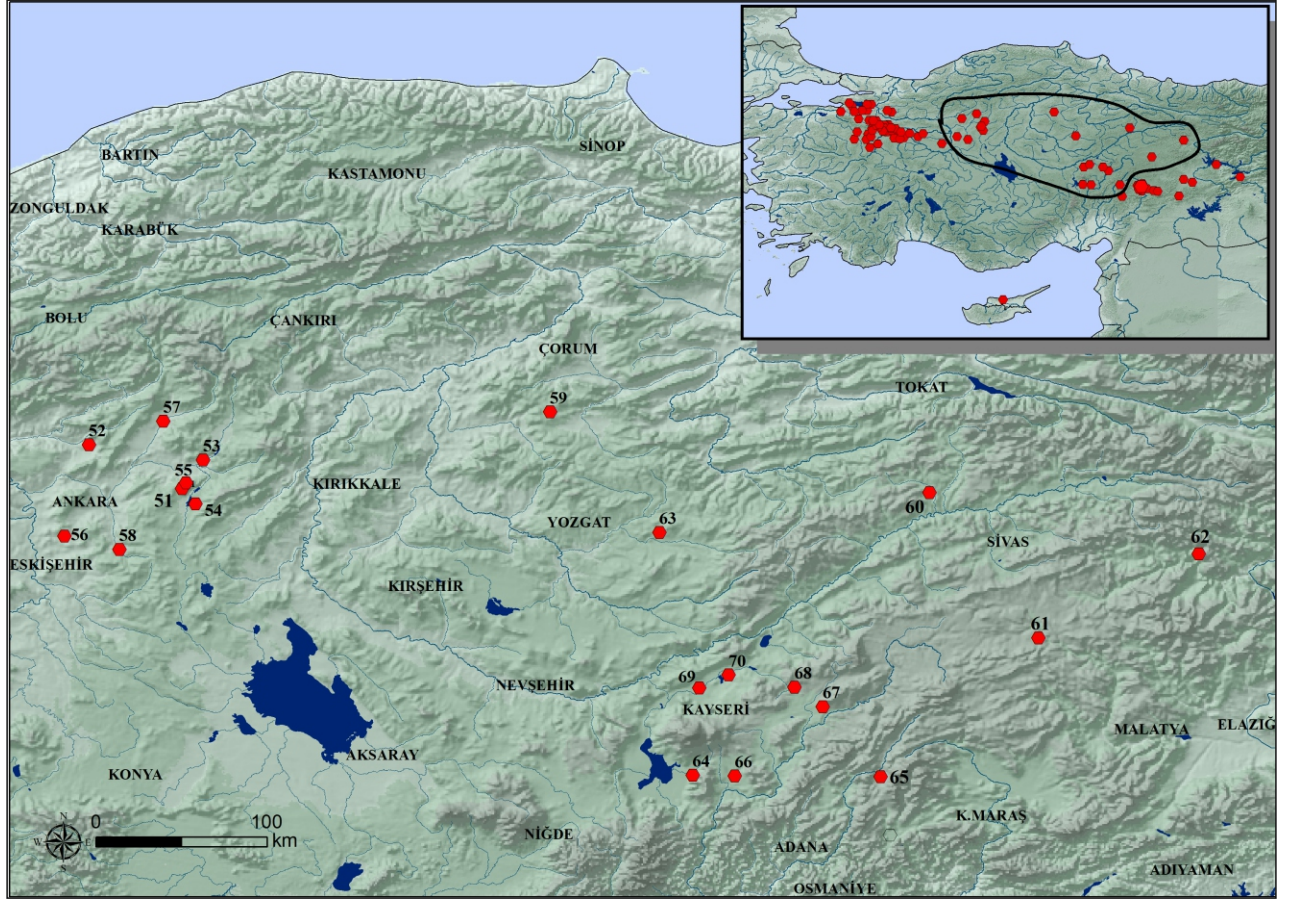 SİNOP
BARTIN
KASTAMONU
ZONGULDAK
KARABÜK
BOLU
ÇANKIRI
ÇORUM
TOKAT
59
57
52
53
55
KIRIKKALE
ANKARA
51
54
60
63
YOZGAT
56
58
SİVAS
62
ESKİŞEHİR
KIRŞEHİR
61
70
69
68
NEVŞEHİR
67
KAYSERİ
ELAZIĞ
MALATYA
AKSARAY
64
66
65
KONYA
K.MARAŞ
0 100
km
N
W E
S
NİĞDE
ADANA
ADIYAMAN
OSMANİYE